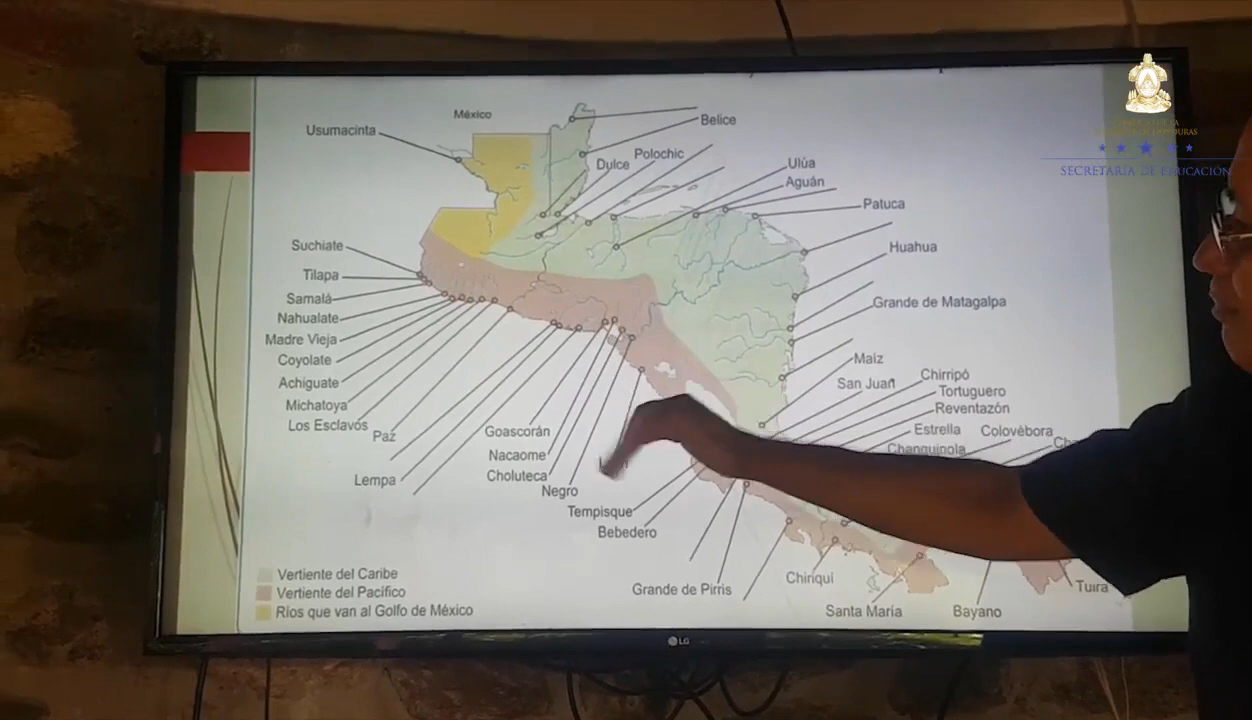 México
Usumacinta
Belice
Dulce
Polochic
Ulúa
Aguán
Patuca
Huahua
Grande de Matagalpa
Maíz
San Juan
Chirripó
Tortuguero
Reventazón
Estrella
Colovèbora
Changuinola
Suchiate
Tilapa
Samalá
Nahualate
Madre Vieja
Coyolate
Achiguate
Michatoya
Los Esclavós
Paz
Lempa
Goascorán
Nacaome
Choluteca
Negro
Tempisque
Bebedero
Grande de Pirris
Chiriquí
Santa María
Bayano
Tuira
Vertiente del Caribe
Vertiente del Pacífico
Ríos que van al Golfo de México
LG
SECRETARÍA DE EDUCACIÓN